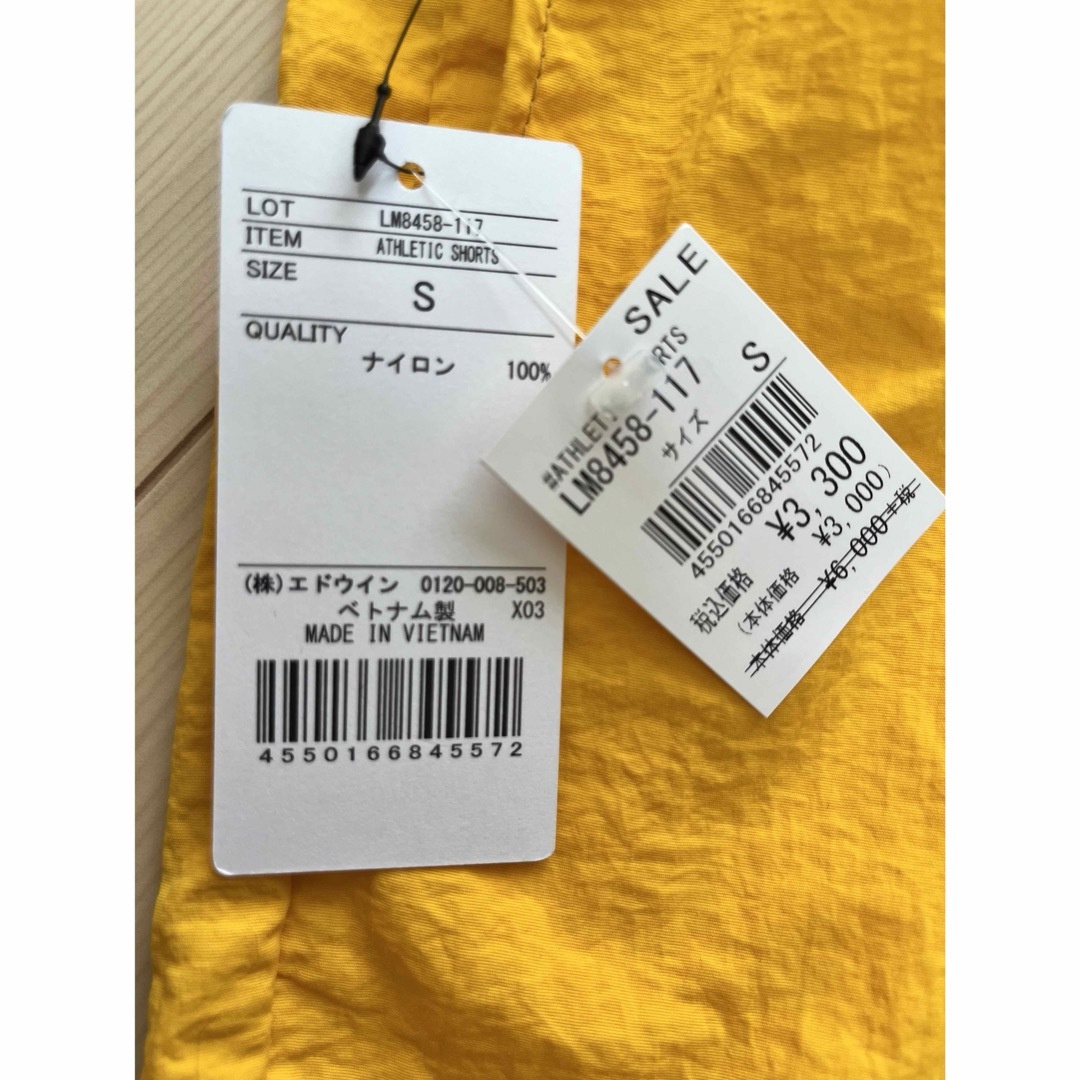 LOT LM8458-117
ITEM ATHLETIC SHORTS
SIZE
S
QUALITY
ナイロン 100%
(株)エドウイン 0120-008-503
ベトナム製 X03
MADE IN VIETNAM
4550166845572
SALE
#ATHLETI RTS
LM8458-117
サイズ S
4550166845572
税込価格 ¥3,300
(本体価格 ¥3,000)
本体価格 ¥6,000+税